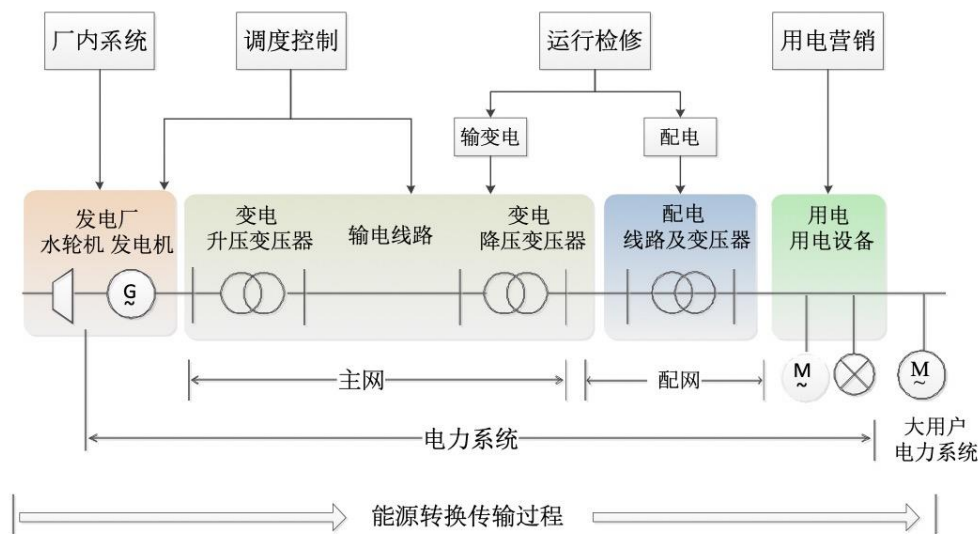 厂内系统
调度控制
运行检修
用电营销
输变电
配电
发电厂
水轮机 发电机
变电
升压变压器
输电线路
变电
降压变压器
配电
线路及变压器
用电
用电设备
G
~
M
~
M
~
主网
配网
大用户
电力系统
电力系统
能源转换传输过程